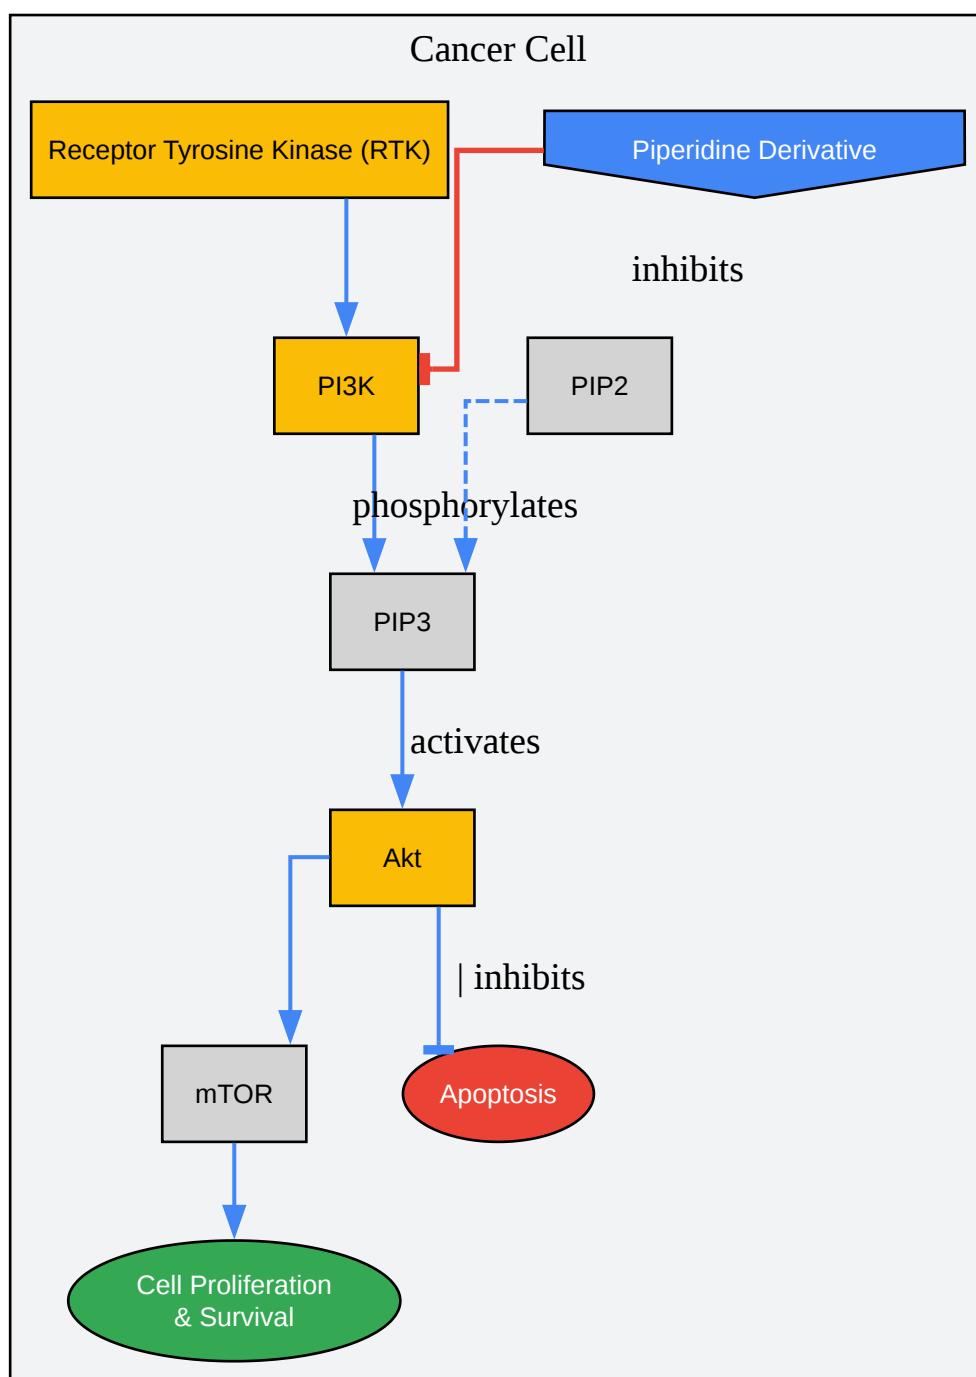 Cancer Cell
Receptor Tyrosine Kinase (RTK)
Piperidine Derivative
inhibits
PI3K
PIP2
phosphorylates
PIP3
activates
Akt
| inhibits
mTOR
Apoptosis
Cell Proliferation
& Survival